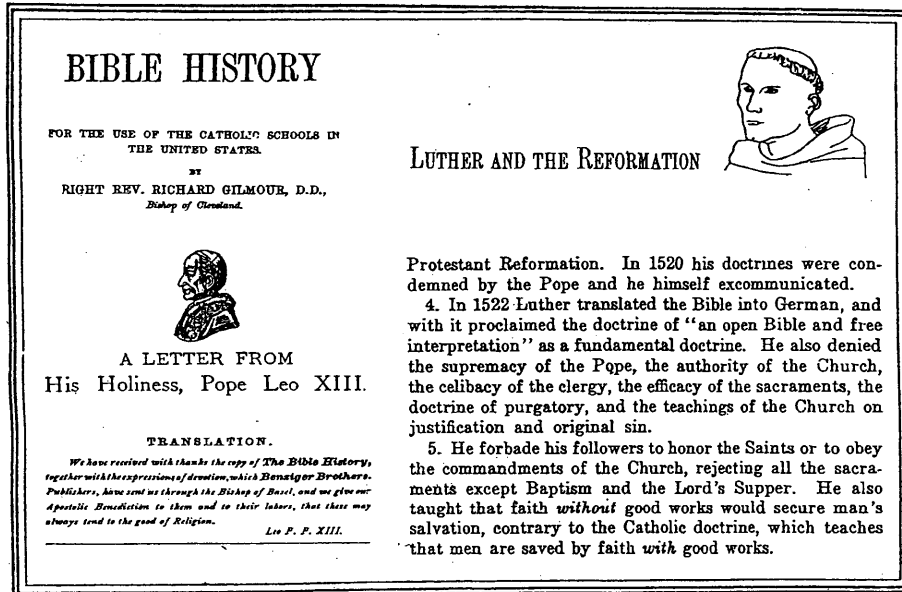 BIBLE HISTORY
FOR THE USE OF THE CATHOLIC SCHOOLS IN
THE UNITED STATES.
BY
RIGHT REV. RICHARD GILMOUR, D.D.,
Bishop of Cleveland.
A LETTER FROM
His Holiness, Pope Leo XIII.
TRANSLATION.
We have received with thanks the copy of The Bible History,
together with the expressions of devotion, which Benziger Brothers,
Publishers, have sent us through the Bishop of Basel, and we give our
Apostolic Benediction to them and to their labors, that these may
always tend to the good of Religion.
Leo P. P. XIII.
LUTHER AND THE REFORMATION
Protestant Reformation. In 1520 his doctrines were con-
demned by the Pope and he himself excommunicated.
4. In 1522 Luther translated the Bible into German, and
with it proclaimed the doctrine of "an open Bible and free
interpretation" as a fundamental doctrine. He also denied
the supremacy of the Pope, the authority of the Church,
the celibacy of the clergy, the efficacy of the sacraments, the
doctrine of purgatory, and the teachings of the Church on
justification and original sin.
5. He forbade his followers to honor the Saints or to obey
the commandments of the Church, rejecting all the sacra-
ments except Baptism and the Lord's Supper. He also
taught that faith without good works would secure man's
salvation, contrary to the Catholic doctrine, which teaches
that men are saved by faith with good works.